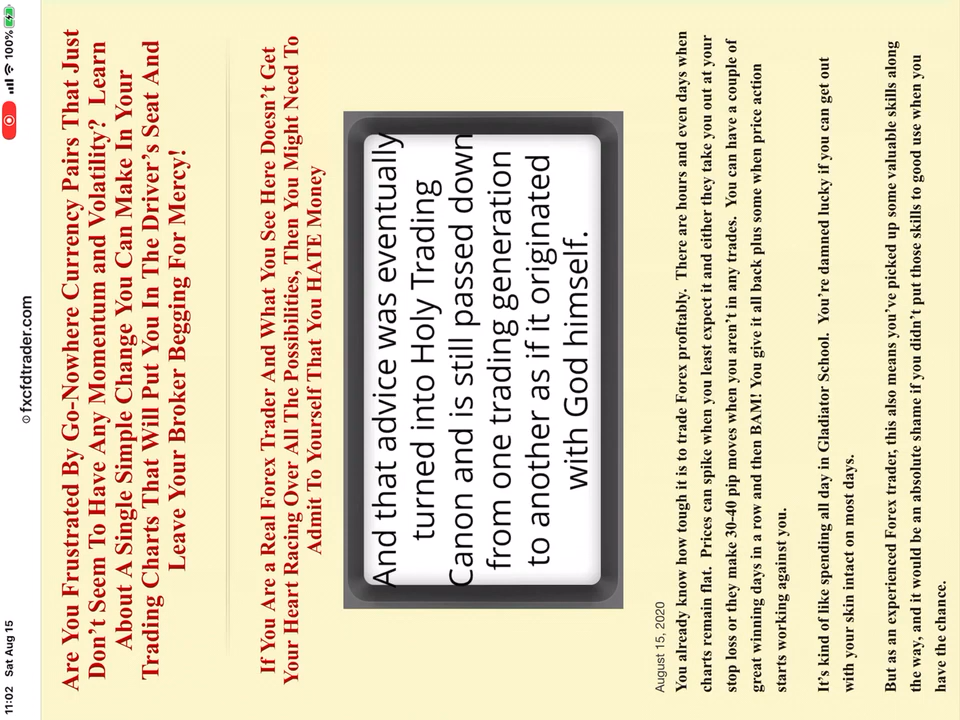 11:02 Sat Aug 15
fxcfdtrader.com
100%
Are You Frustrated By Go-Nowhere Currency Pairs That Just
Don't Seem To Have Any Momentum and Volatility? Learn
About A Single Simple Change You Can Make In Your
Trading Charts That Will Put You In The Driver's Seat And
Leave Your Broker Begging For Mercy!
If You Are a Real Forex Trader And What You See Here Doesn't Get
Your Heart Racing Over All The Possibilities, Then You Might Need To
Admit To Yourself That You HATE Money
And that advice was eventually
turned into Holy Trading
Canon and is still passed down
from one trading generation
to another as if it originated
with God himself.
August 15, 2020
You already know how tough it is to trade Forex profitably. There are hours and even days when
charts remain flat. Prices can spike when you least expect it and either they take you out at your
stop loss or they make 30-40 pip moves when you aren't in any trades. You can have a couple of
great winning days in a row and then BAM! You give it all back plus some when price action
starts working against you.
It's kind of like spending all day in Gladiator School. You're damned lucky if you can get out
with your skin intact on most days.
But as an experienced Forex trader, this also means you've picked up some valuable skills along
the way, and it would be an absolute shame if you didn't put those skills to good use when you
have the chance.